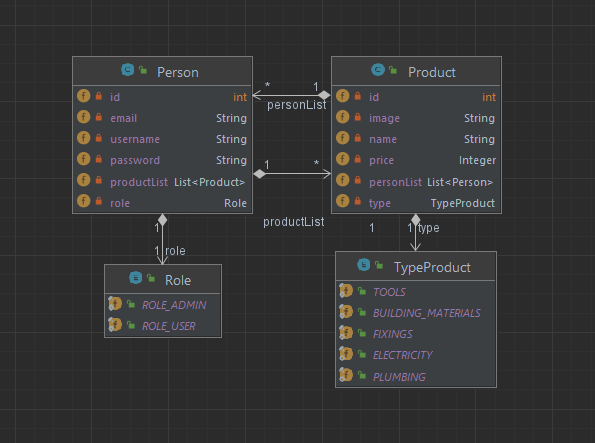 Person
id int
email String
username String
password String
productList List<Product>
role Role
* 1
personList
1 *
productList
Product
id int
image String
name String
price Integer
personList List<Person>
type TypeProduct
1
1 role
Role
ROLE_ADMIN
ROLE_USER
1 1 type
TypeProduct
TOOLS
BUILDING_MATERIALS
FIXINGS
ELECTRICITY
PLUMBING